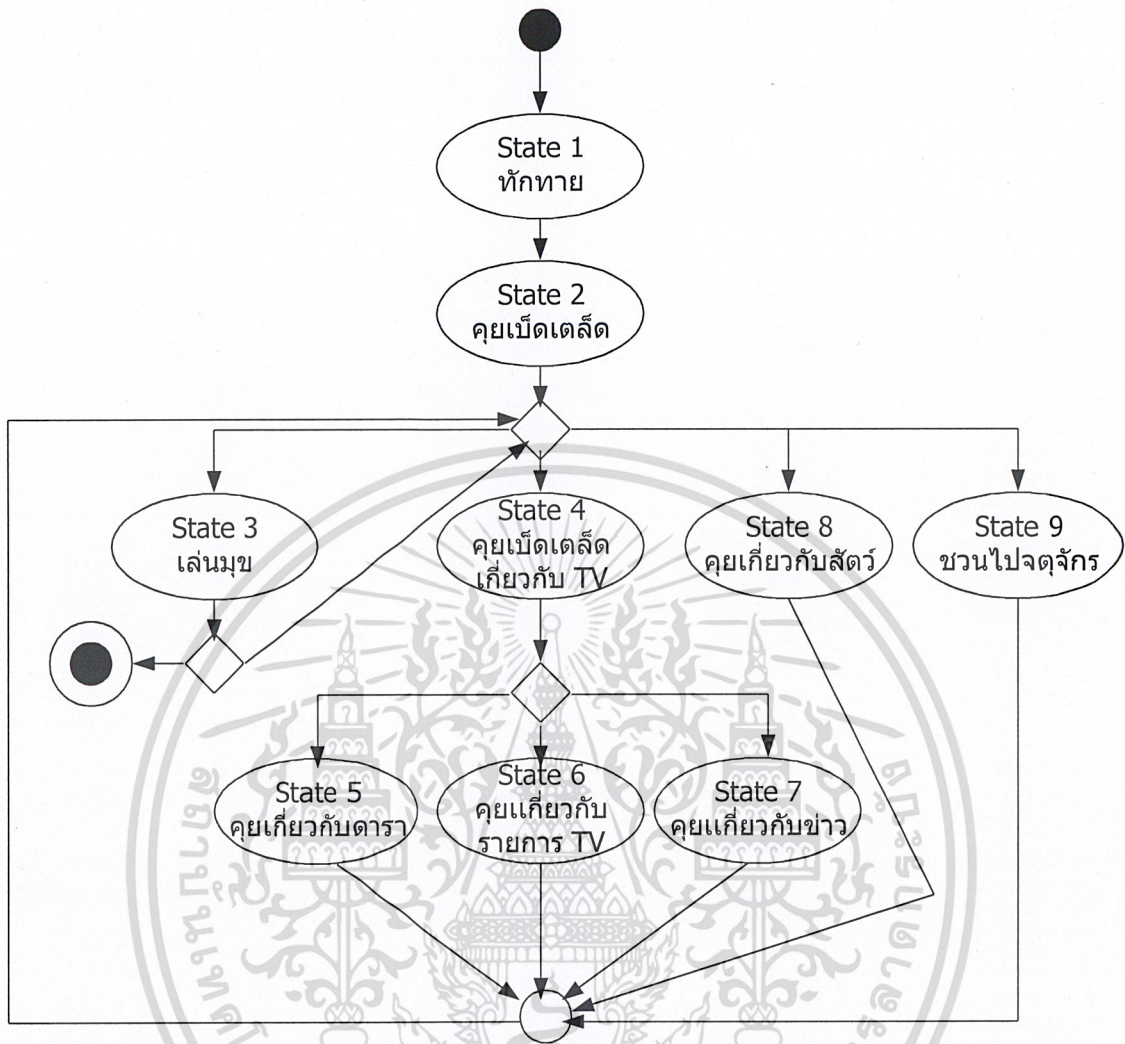 State 1
ทักทาย
State 2
คุยเบ็ดเตล็ด
State 3
เล่นมุข
State 4
คุยเบ็ดเตล็ด
เกี่ยวกับ TV
State 8
คุยเกี่ยวกับสัตว์
State 9
ชวนไปจตุจักร
State 5
คุยเกี่ยวกับดารา
State 6
คุยแกี่ยวกับ
รายการ TV
State 7
คุยแกี่ยวกับข่าว